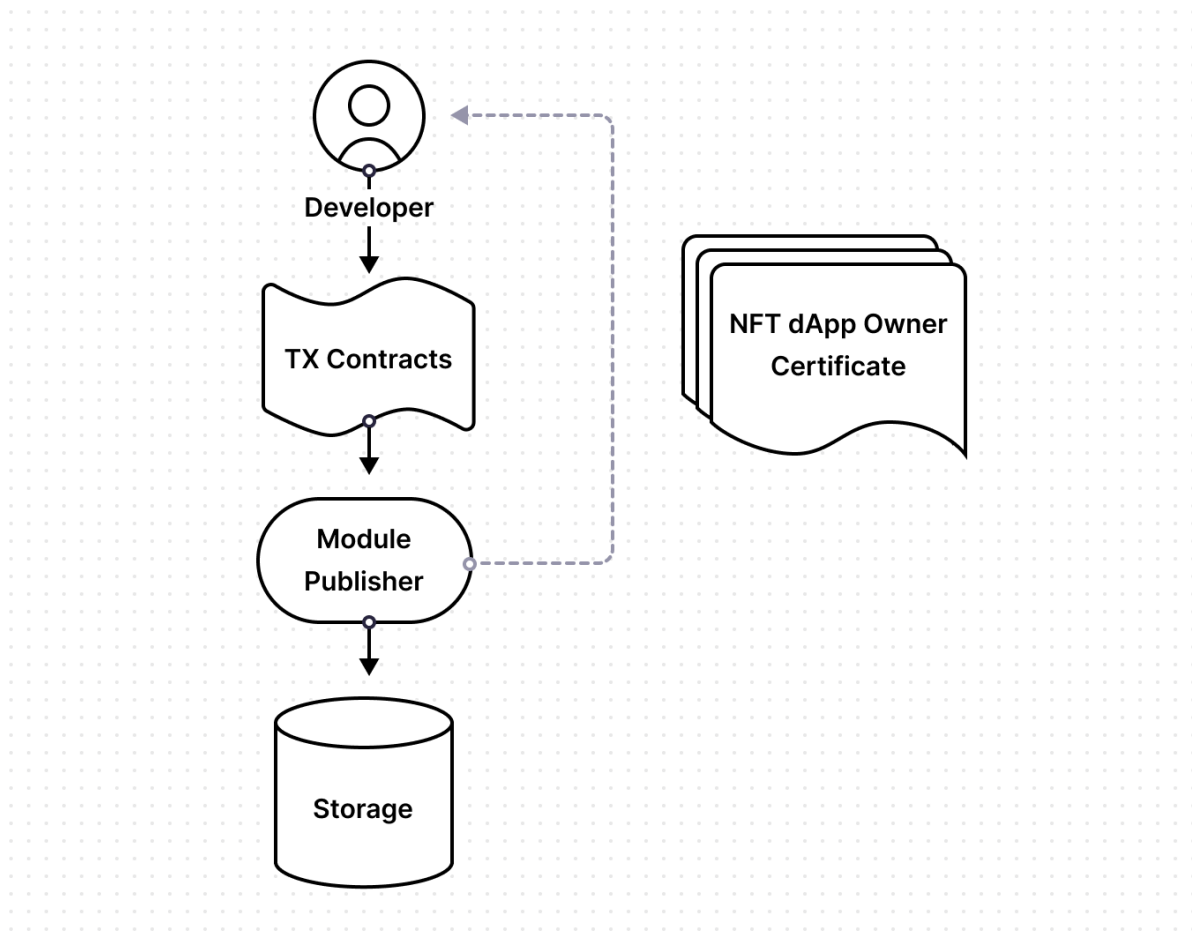 Developer
TX Contracts
NFT dApp Owner
Certificate
Module
Publisher
Storage